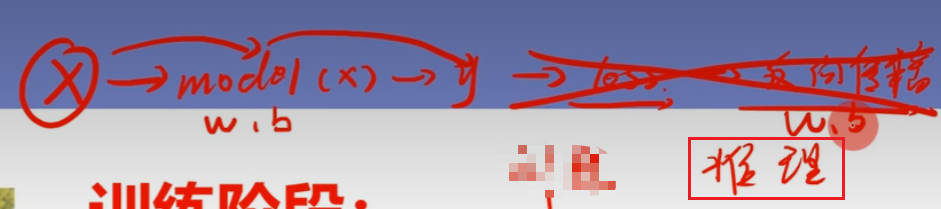 X → model(x) → y → loss → 反向传播
w.b w.b
推理
训练阶段: